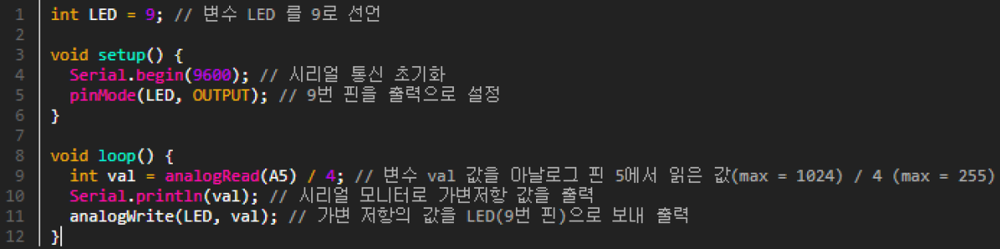 1 int LED = 9; // 변수 LED 를 9로 선언
2
3 void setup() {
4 Serial.begin(9600); // 시리얼 통신 초기화
5 pinMode(LED, OUTPUT); // 9번 핀을 출력으로 설정
6 }
7
8 void loop() {
9 int val = analogRead(A5) / 4; // 변수 val 값을 아날로그 핀 5에서 읽은 값(max = 1024) / 4 (max = 255)
10 Serial.println(val); // 시리얼 모니터로 가변저항 값을 출력
11 analogWrite(LED, val); // 가변 저항의 값을 LED(9번 핀)으로 보내 출력
12 }